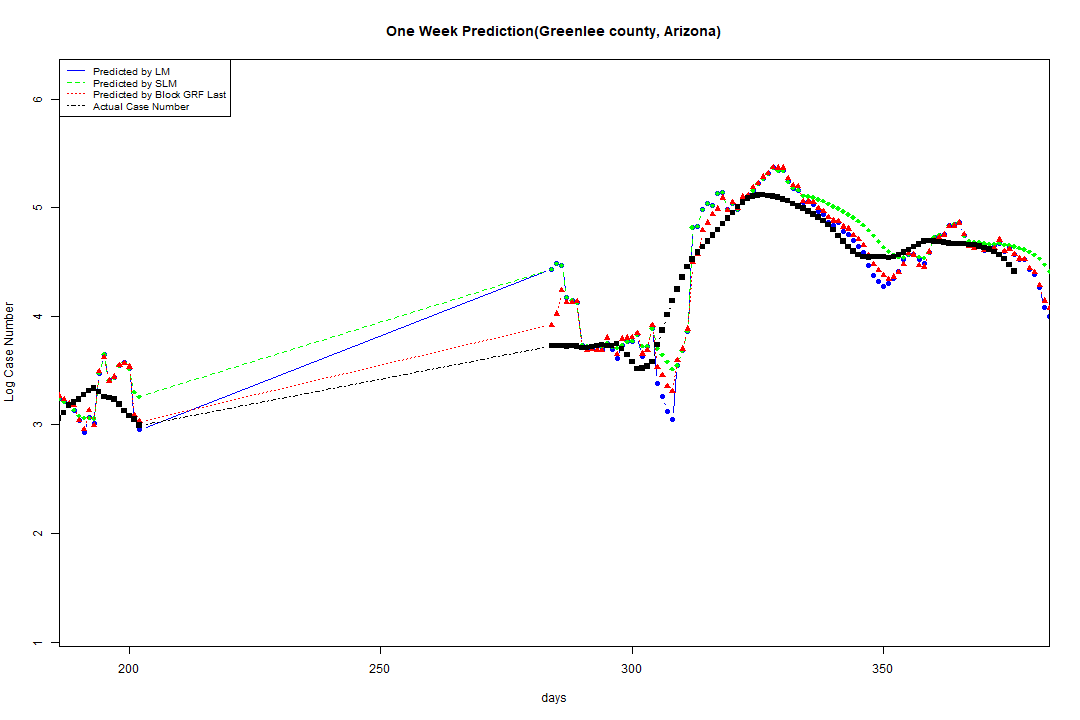 One Week Prediction(Greenlee county, Arizona)
Predicted by LM
Predicted by SLM
Predicted by Block GRF Last
Actual Case Number
6
5
4
3
2
1
Log Case Number
200 250 300 350
days